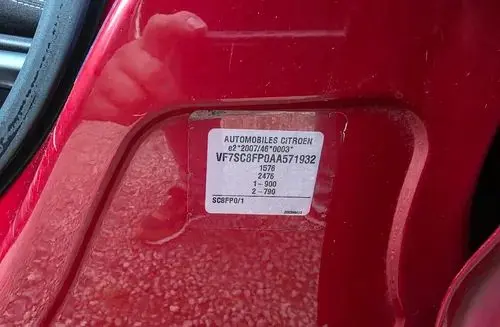 AUTOMOBILES CITROEN
e2*2007/46*0003*
VF7SC8FP0AA571932
1576
2476
1-900
2-790
SC8FP0/1